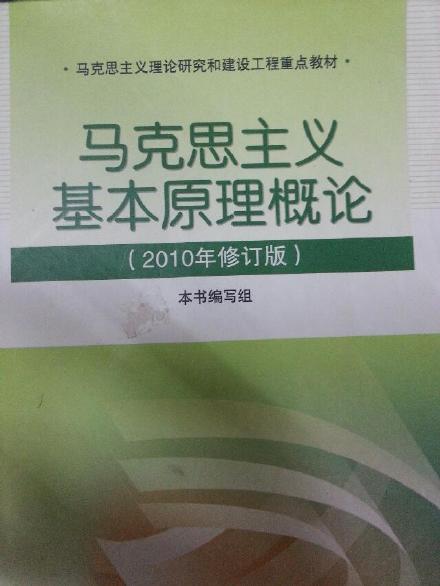 ·马克思主义理论研究和建设工程重点教材·
马克思主义
基本原理概论
（2010年修订版）
本书编写组